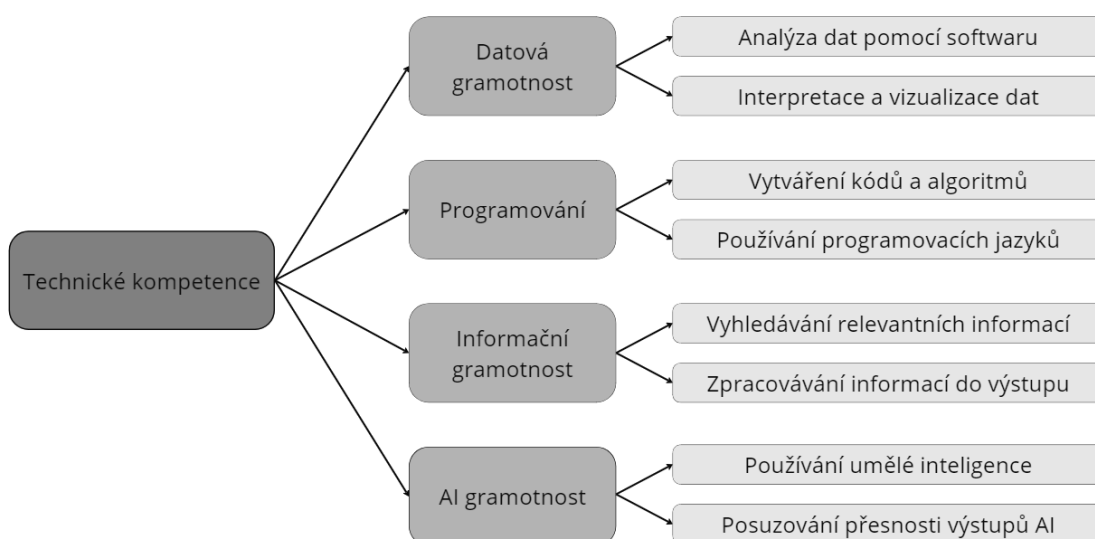 Technické kompetence
Datová
gramotnost
Analýza dat pomocí softwaru
Interpretace a vizualizace dat
Programování
Vytváření kódů a algoritmů
Používání programovacích jazyků
Informační
gramotnost
Vyhledávání relevantních informací
Zpracovávání informací do výstupu
AI gramotnost
Používání umělé inteligence
Posuzování přesnosti výstupů AI